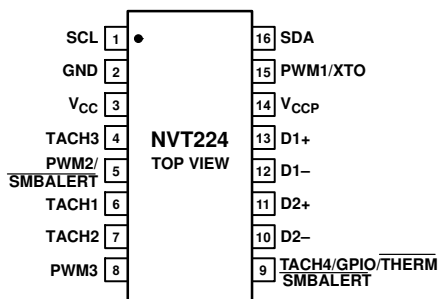 SCL 1 16 SDA
GND 2 15 PWM1/XTO
VCC 3 14 VCCP
TACH3 4 NVT224 13 D1+
TOP VIEW
PWM2/
SMBALERT 5 12 D1–
TACH1 6 11 D2+
TACH2 7 10 D2–
PWM3 8 9 TACH4/GPIO/THERM
SMBALERT